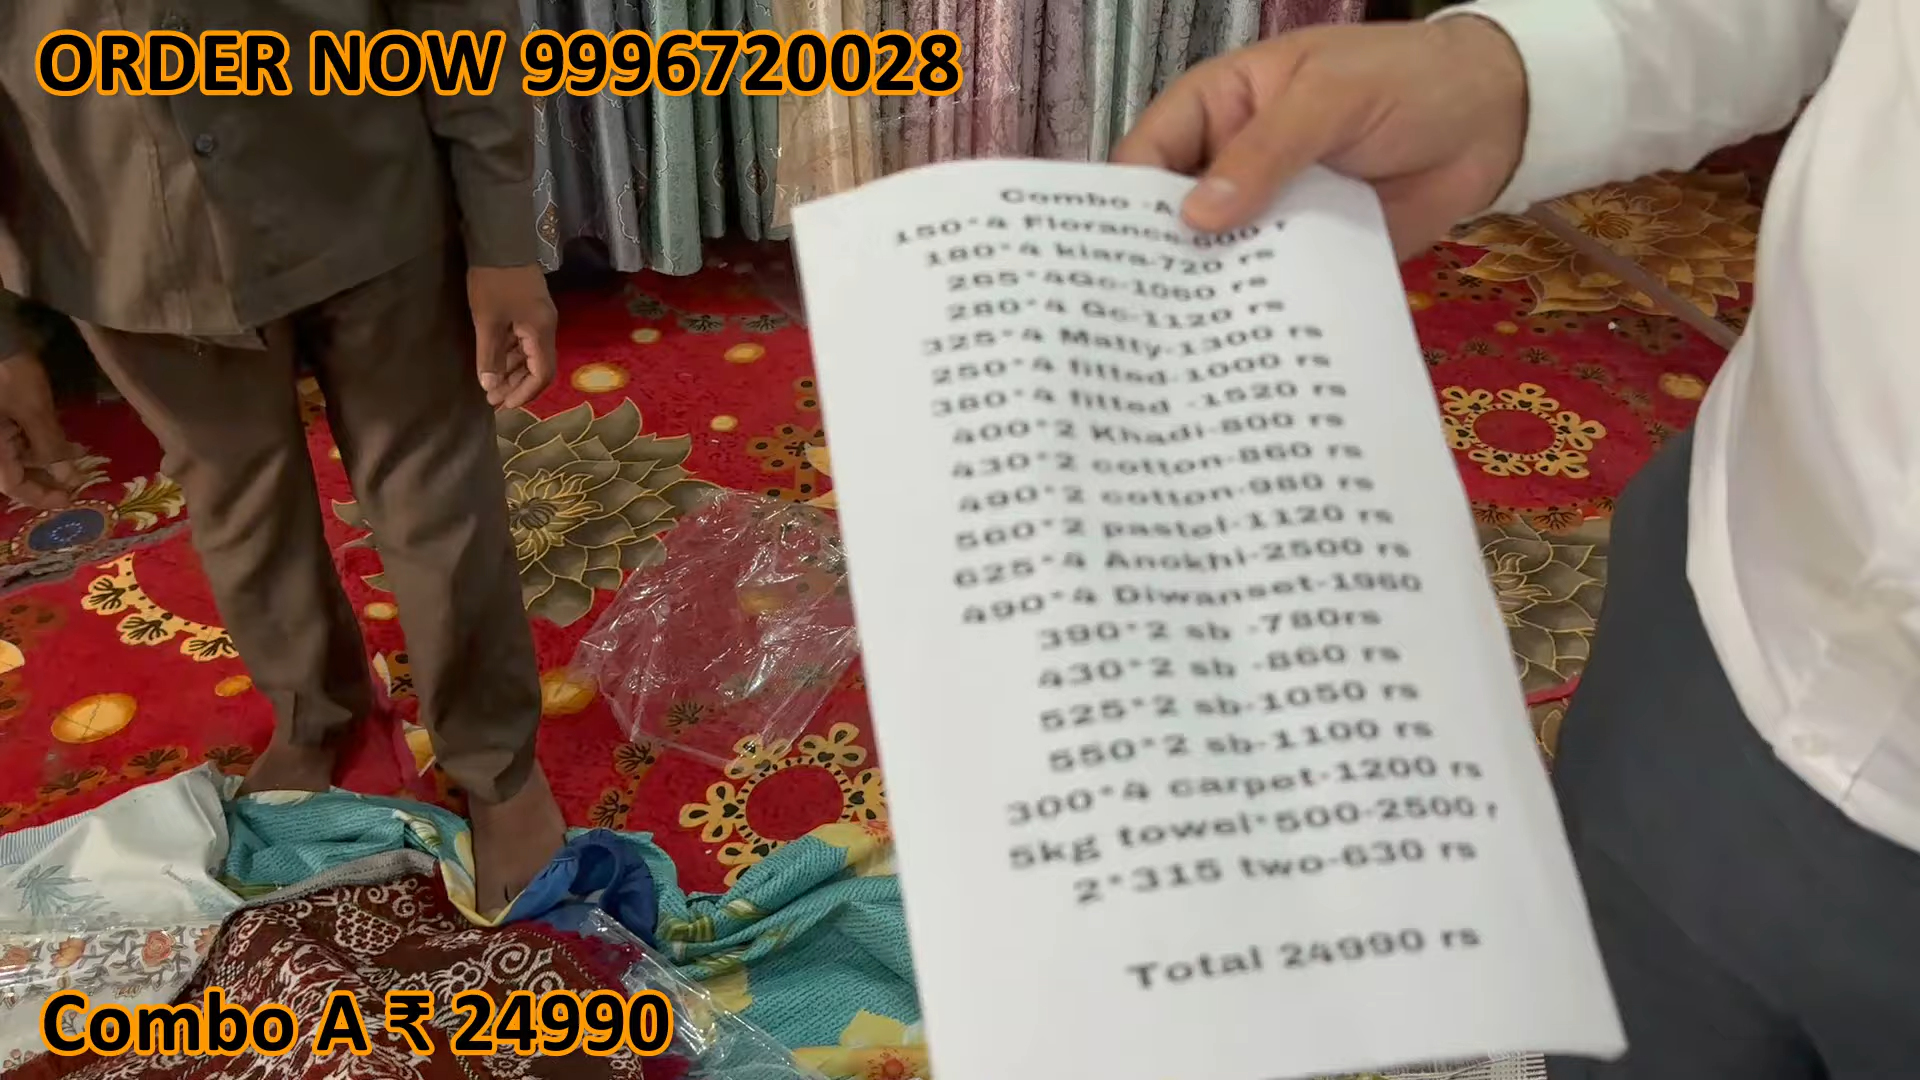 ORDER NOW 9996720028
Combo -A
150*4 Florance-600 r
180*4 kiara-720 rs
265*4Gc-1060 rs
280*4 Gc-1120 rs
325*4 Matty-1300 rs
250*4 fitted-1000 rs
380*4 fitted -1520 rs
400*2 Khadi-800 rs
430*2 cotton-860 rs
490*2 cotton-980 rs
560*2 pastel-1120 rs
625*4 Anokhi-2500 rs
490*4 Diwanset-1960
390*2 sb -780rs
430*2 sb -860 rs
525*2 sb-1050 rs
550*2 sb-1100 rs
300*4 carpet-1200 rs
5kg towel*500-2500 r
2*315 two-630 rs
Total 24990 rs
Combo A ₹ 24990